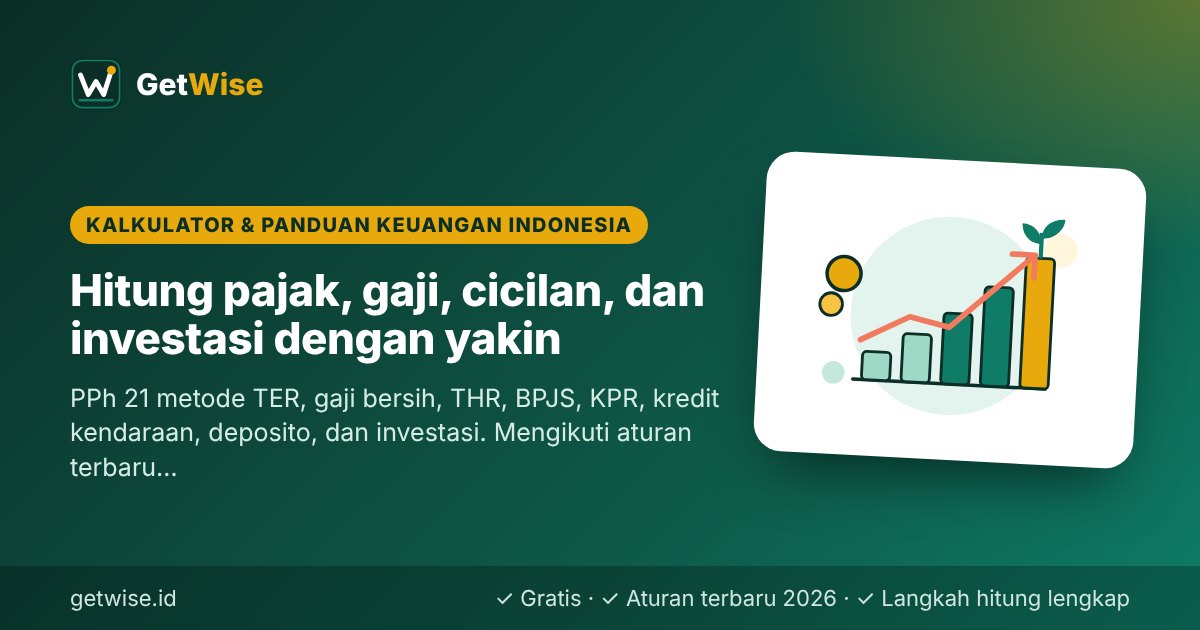 GetWise
KALKULATOR & PANDUAN KEUANGAN INDONESIA
Hitung pajak, gaji, cicilan, dan
investasi dengan yakin
PPh 21 metode TER, gaji bersih, THR, BPJS, KPR, kredit
kendaraan, deposito, dan investasi. Mengikuti aturan
terbaru...
getwise.id
✓ Gratis · ✓ Aturan terbaru 2026 · ✓ Langkah hitung lengkap